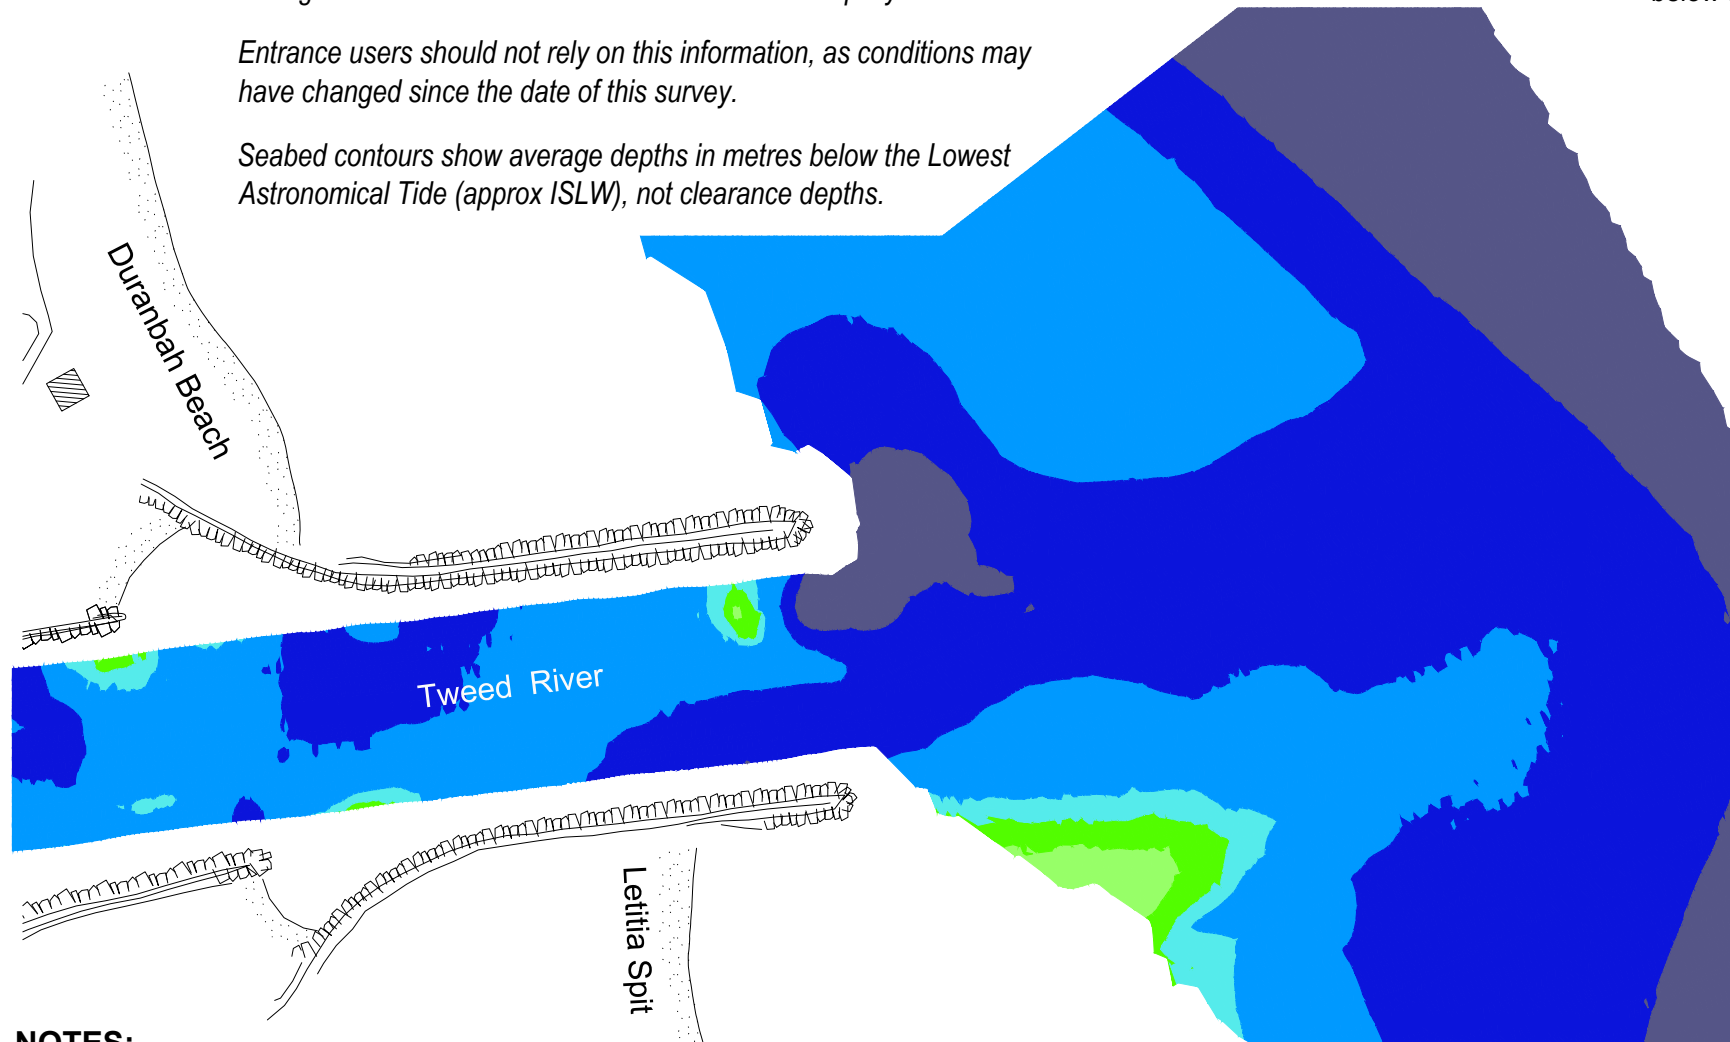 below
Entrance users should not rely on this information, as conditions may
have changed since the date of this survey.
Seabed contours show average depths in metres below the Lowest
Astronomical Tide (approx ISLW), not clearance depths.
Duranbah Beach
Tweed River
Letitia Spit
NOTES: